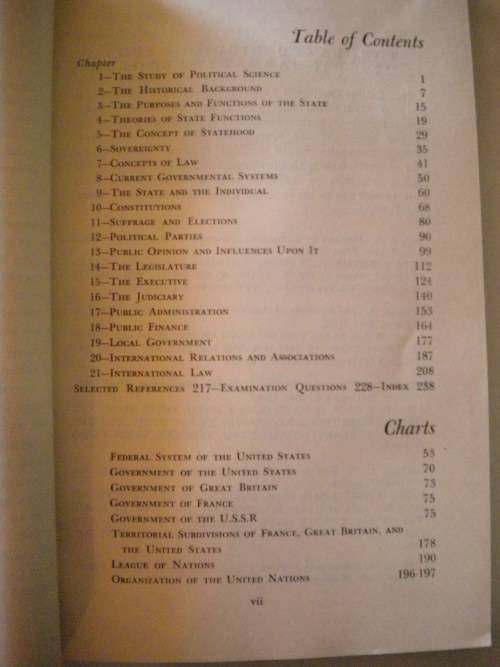 Table of Contents
Chapter
1—The Study of Political Science 1
2—The Historical Background 7
3—The Purposes and Functions of the State 15
4—Theories of State Functions 19
5—The Concept of Statehood 29
6—Sovereignty 35
7—Concepts of Law 41
8—Current Governmental Systems 50
9—The State and the Individual 60
10—Constitutions 68
11—Suffrage and Elections 80
12—Political Parties 90
13—Public Opinion and Influences Upon It 99
14—The Legislature 112
15—The Executive 124
16—The Judiciary 140
17—Public Administration 153
18—Public Finance 164
19—Local Government 177
20—International Relations and Associations 187
21—International Law 208
Selected References 217—Examination Questions 228—Index 238
Charts
Federal System of the United States 53
Government of the United States 70
Government of Great Britain 73
Government of France 75
Government of the U.S.S.R 75
Territorial Subdivisions of France, Great Britain, and
the United States 178
League of Nations 190
Organization of the United Nations 196-197
vii